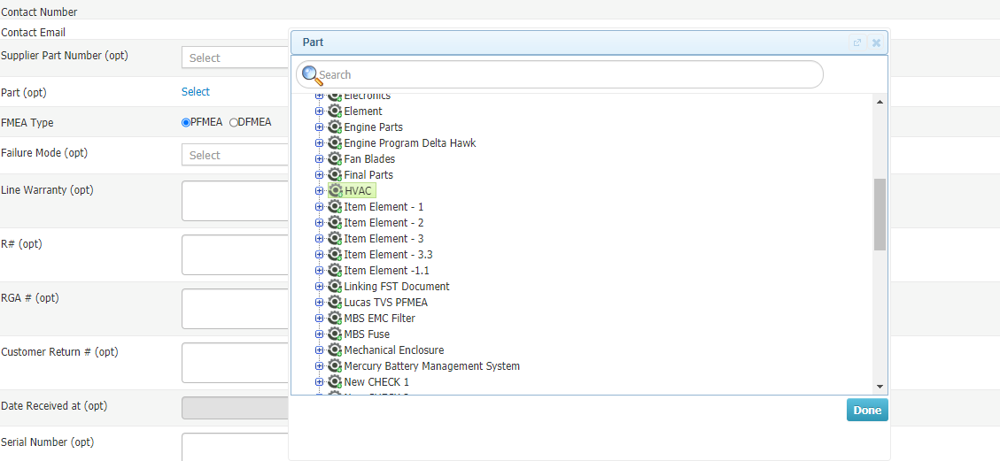 Contact Number
Contact Email
Supplier Part Number (opt)
Select
Part (opt)
Select
FMEA Type
PFMEA DFMEA
Failure Mode (opt)
Select
Line Warranty (opt)
R# (opt)
RGA # (opt)
Customer Return # (opt)
Date Received at (opt)
Serial Number (opt)
Part
Search
Elecronics
Element
Engine Parts
Engine Program Delta Hawk
Fan Blades
Final Parts
HVAC
Item Element - 1
Item Element - 2
Item Element - 3
Item Element - 3.3
Item Element -1.1
Linking FST Document
Lucas TVS PFMEA
MBS EMC Filter
MBS Fuse
Mechanical Enclosure
Mercury Battery Management System
New CHECK 1
Done